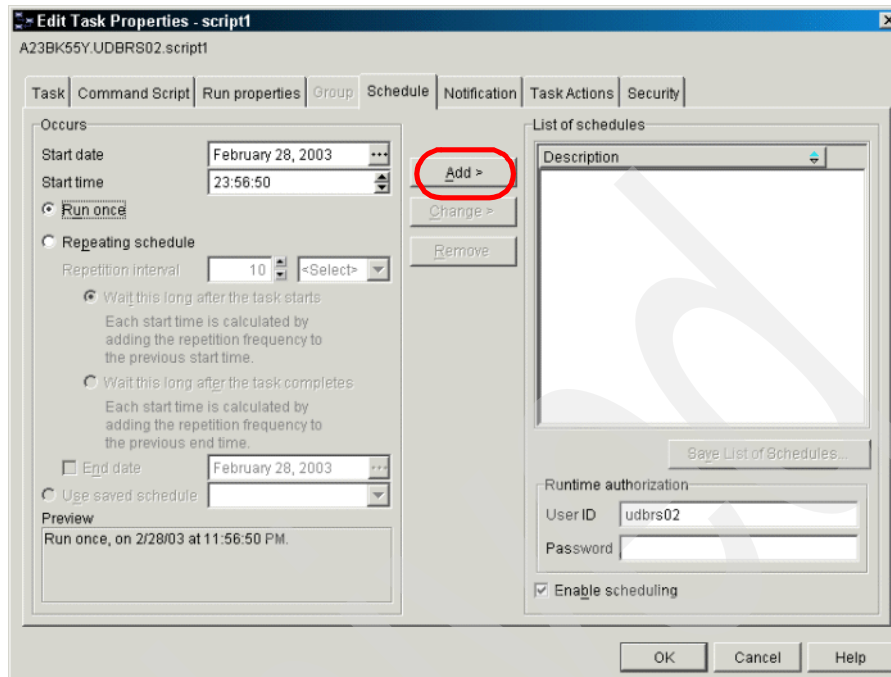 Edit Task Properties - script1
A23BK55Y.UDBRS02.script1
Task Command Script Run properties Group Schedule Notification Task Actions Security
Occurs
Start date February 28, 2003 ...
Start time 23:56:50
Run once
Repeating schedule
Repetition interval 10 <Select>
Wait this long after the task starts
Each start time is calculated by
adding the repetition frequency to
the previous start time.
Wait this long after the task completes
Each start time is calculated by
adding the repetition frequency to
the previous end time.
End date February 28, 2003 ...
Use saved schedule
Preview
Run once, on 2/28/03 at 11:56:50 PM.
Add >
Change >
Remove
List of schedules
Description
Save List of Schedules...
Runtime authorization
User ID udbrs02
Password
Enable scheduling
OK Cancel Help